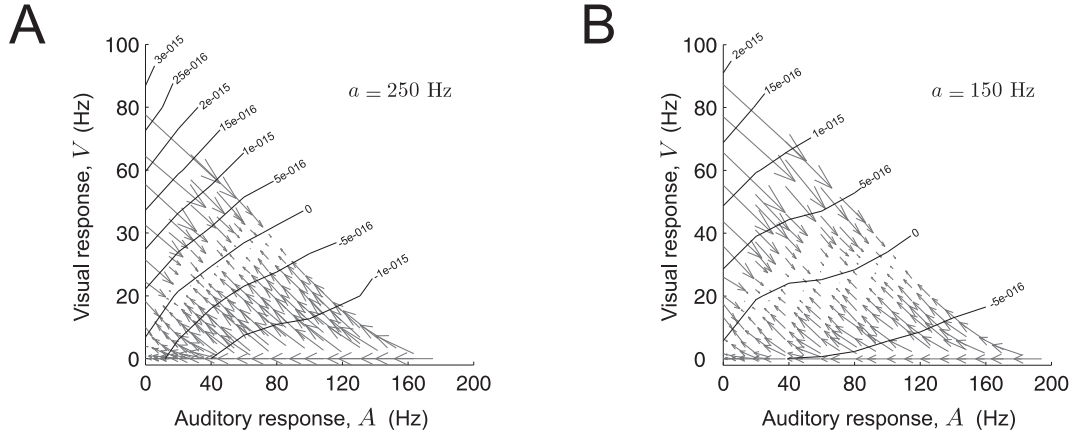 A
B
100
80
60
30
20
0
0
40
80
120
160
200
Visual response, V (Hz)
Auditory response, A (Hz)
a = 250 Hz
3e-015
25e-016
2e-015
15e-016
1e-015
5e-016
0
-5e-016
-1e-015
100
80
60
40
20
0
0
40
80
120
160
200
Visual response, V (Hz)
Auditory response, A (Hz)
a = 150 Hz
2e-015
15e-016
1e-015
5e-016
0
-5e-016